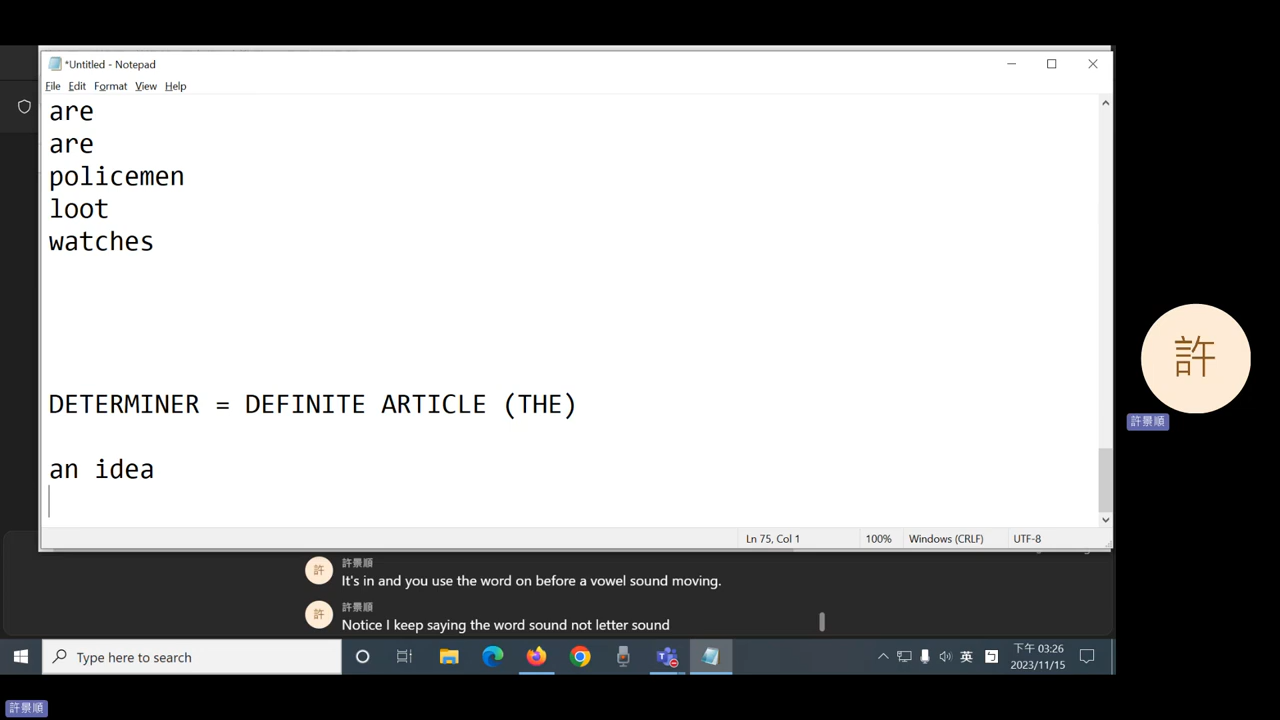 *Untitled - Notepad
File Edit Format View Help
are
are
policemen
loot
watches
DETERMINER = DEFINITE ARTICLE (THE)
an idea
Ln 75, Col 1 100% Windows (CRLF) UTF-8
許
許景順
許 許景順
It's in and you use the word on before a vowel sound moving.
許 許景順
Notice I keep saying the word sound not letter sound
Type here to search
英
下午 03:26
2023/11/15
許景順